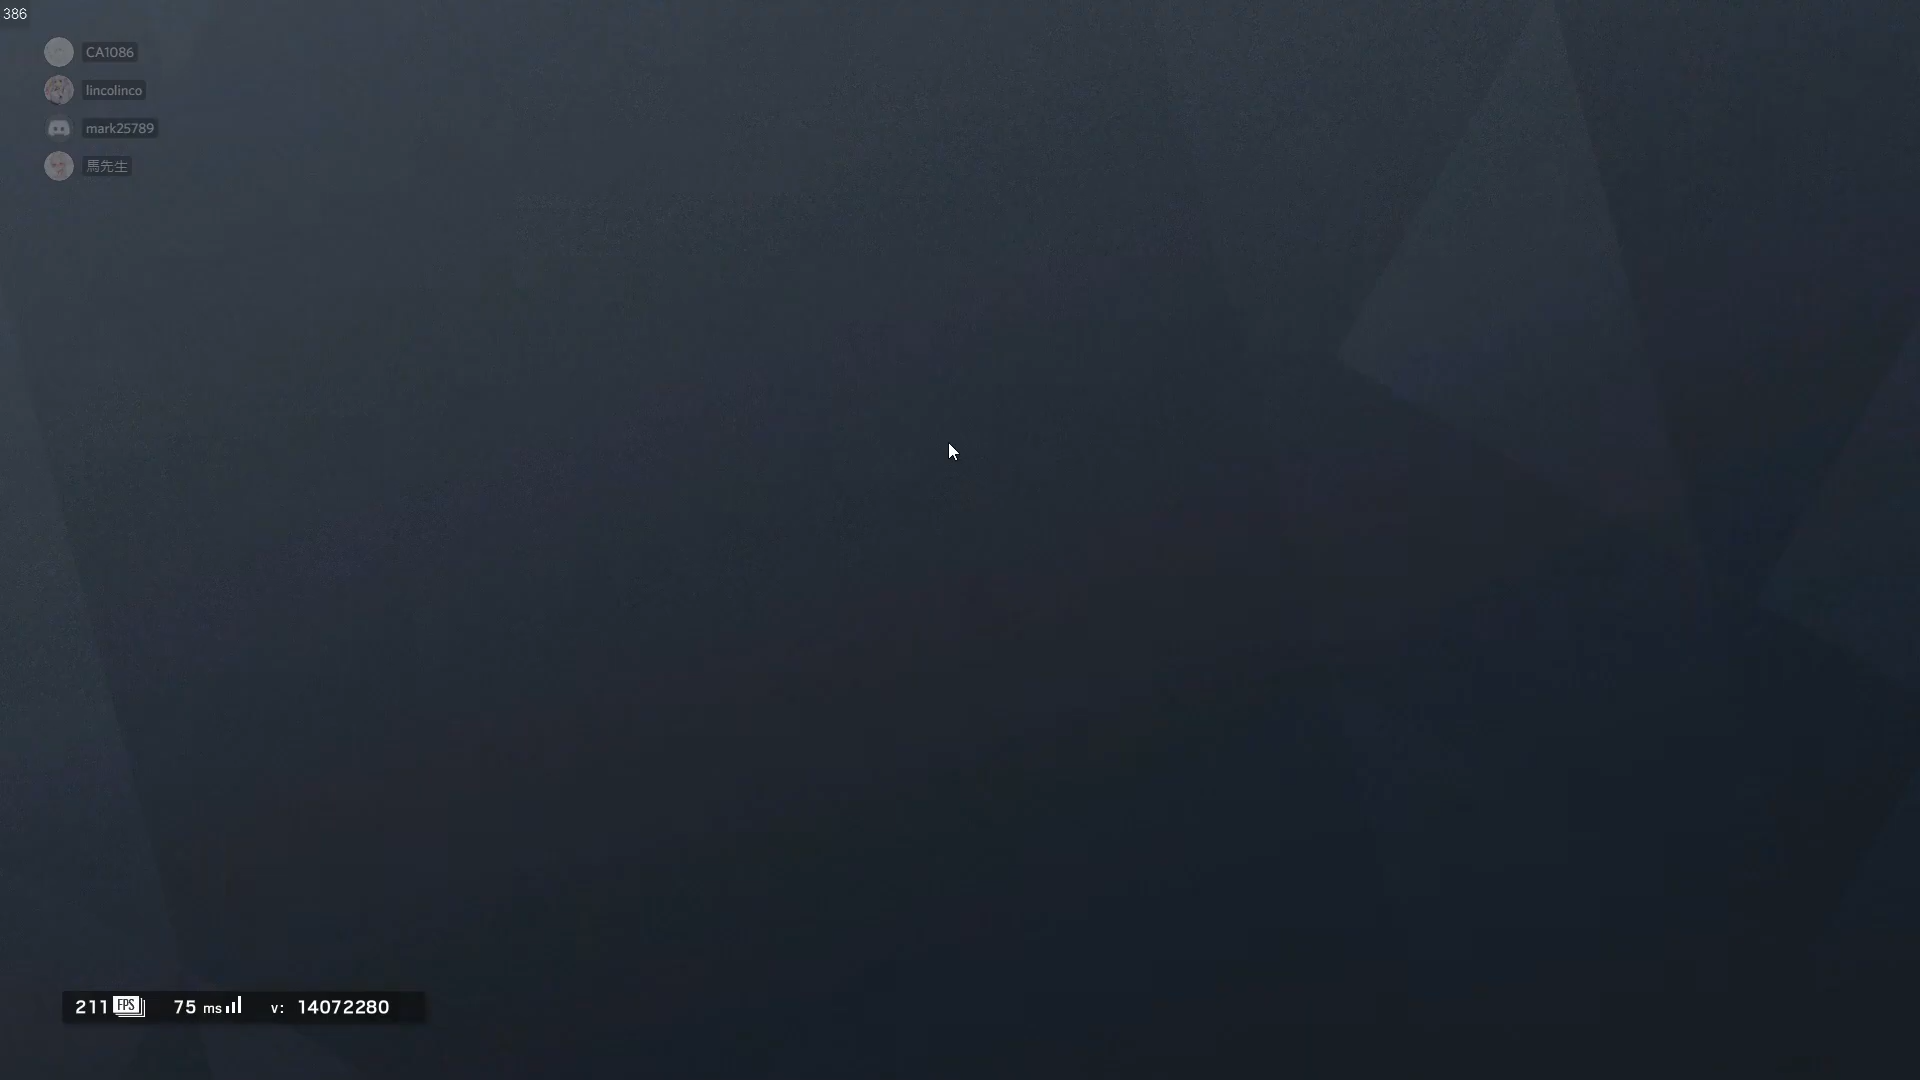 386
CA1086
lincolinco
mark25789
馬先生
211 FPS 75 ms v: 14072280